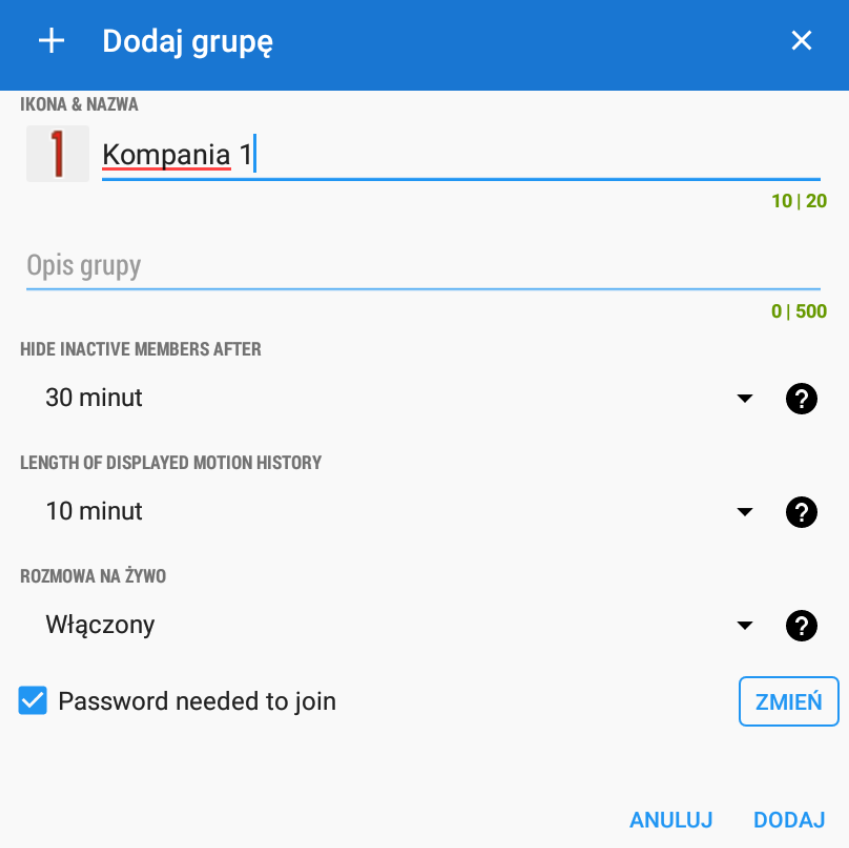 Dodaj grupę
IKONA & NAZWA
1 Kompania 1
10 | 20
Opis grupy
0 | 500
HIDE INACTIVE MEMBERS AFTER
30 minut
LENGTH OF DISPLAYED MOTION HISTORY
10 minut
ROZMOWA NA ŻYWO
Włączony
Password needed to join ZMIEŃ
ANULUJ DODAJ